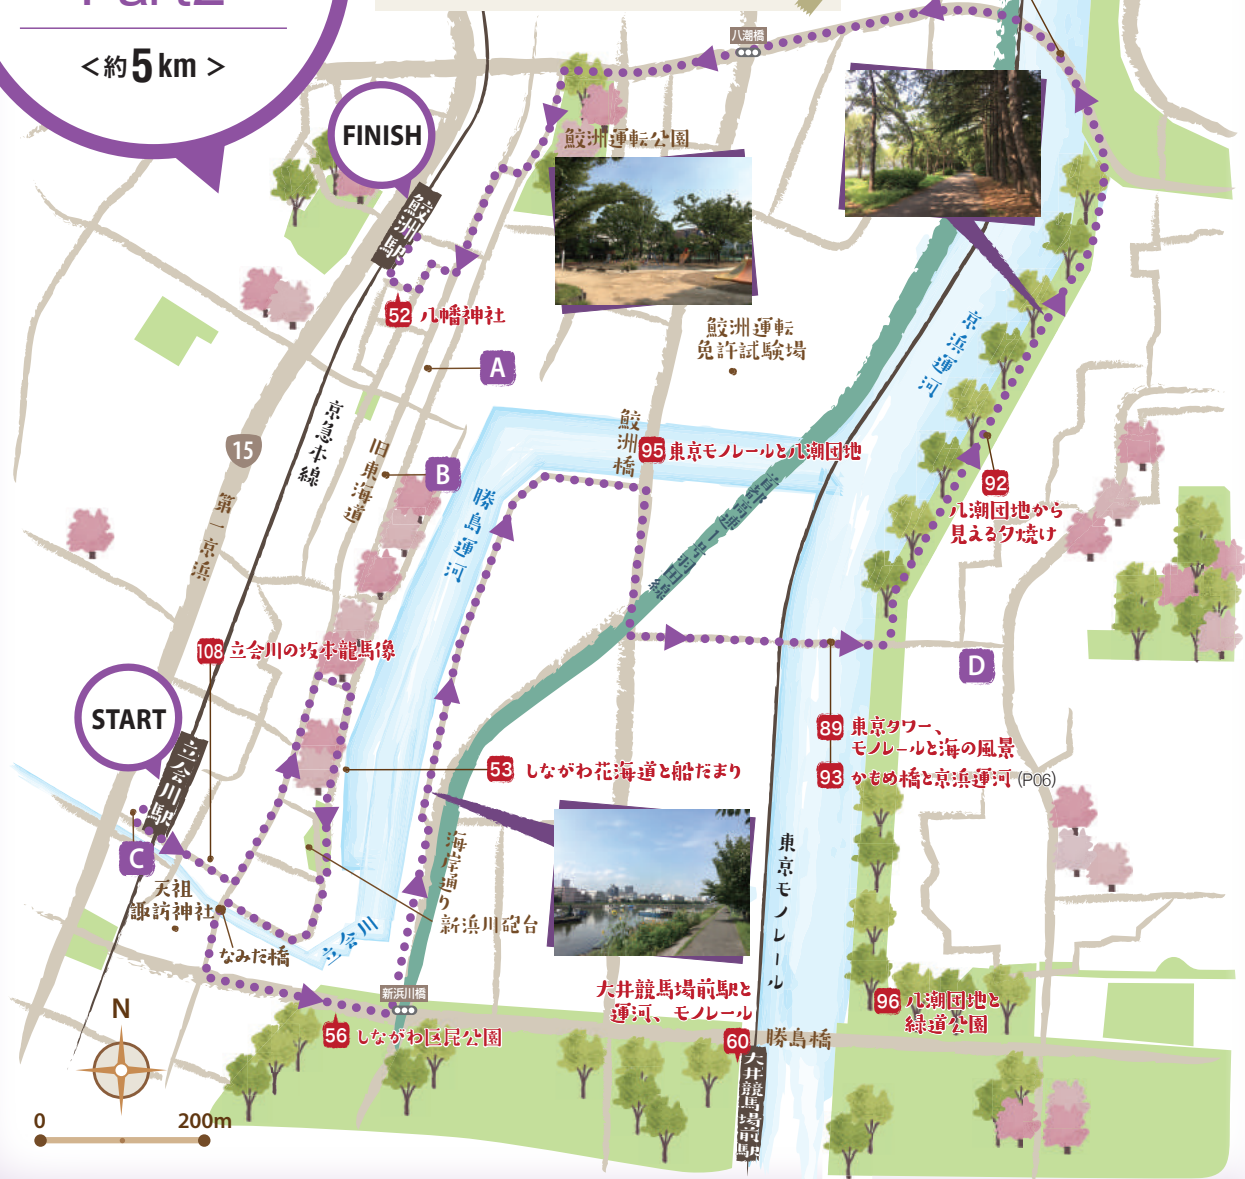 Part2
<約5km>
八潮橋
FINISH
鮫洲運転公園
鮫洲駅
52 八幡神社
鮫洲運転
免許試験場
京浜運河
A
15
京急本線
旧東海道
B
鮫洲橋
95 東京モノレールと八潮団地
第一京浜
勝島運河
首都高速1号羽田線
92
八潮団地から
見える夕焼け
108 立会川の坂本龍馬像
D
START
立会川駅
89 東京タワー、
モノレールと海の風景
53 しながわ花海道と船だまり
93 かもめ橋と京浜運河 (P06)
C
天祖
諏訪神社
海岸通り
東京モノレール
新浜川砲台
なみだ橋
立会川
新浜川橋
大井競馬場前駅と
運河、モノレール
96 八潮団地と
緑道公園
N
56 しながわ区民公園
60
勝島橋
大井競馬場前駅
0 200m